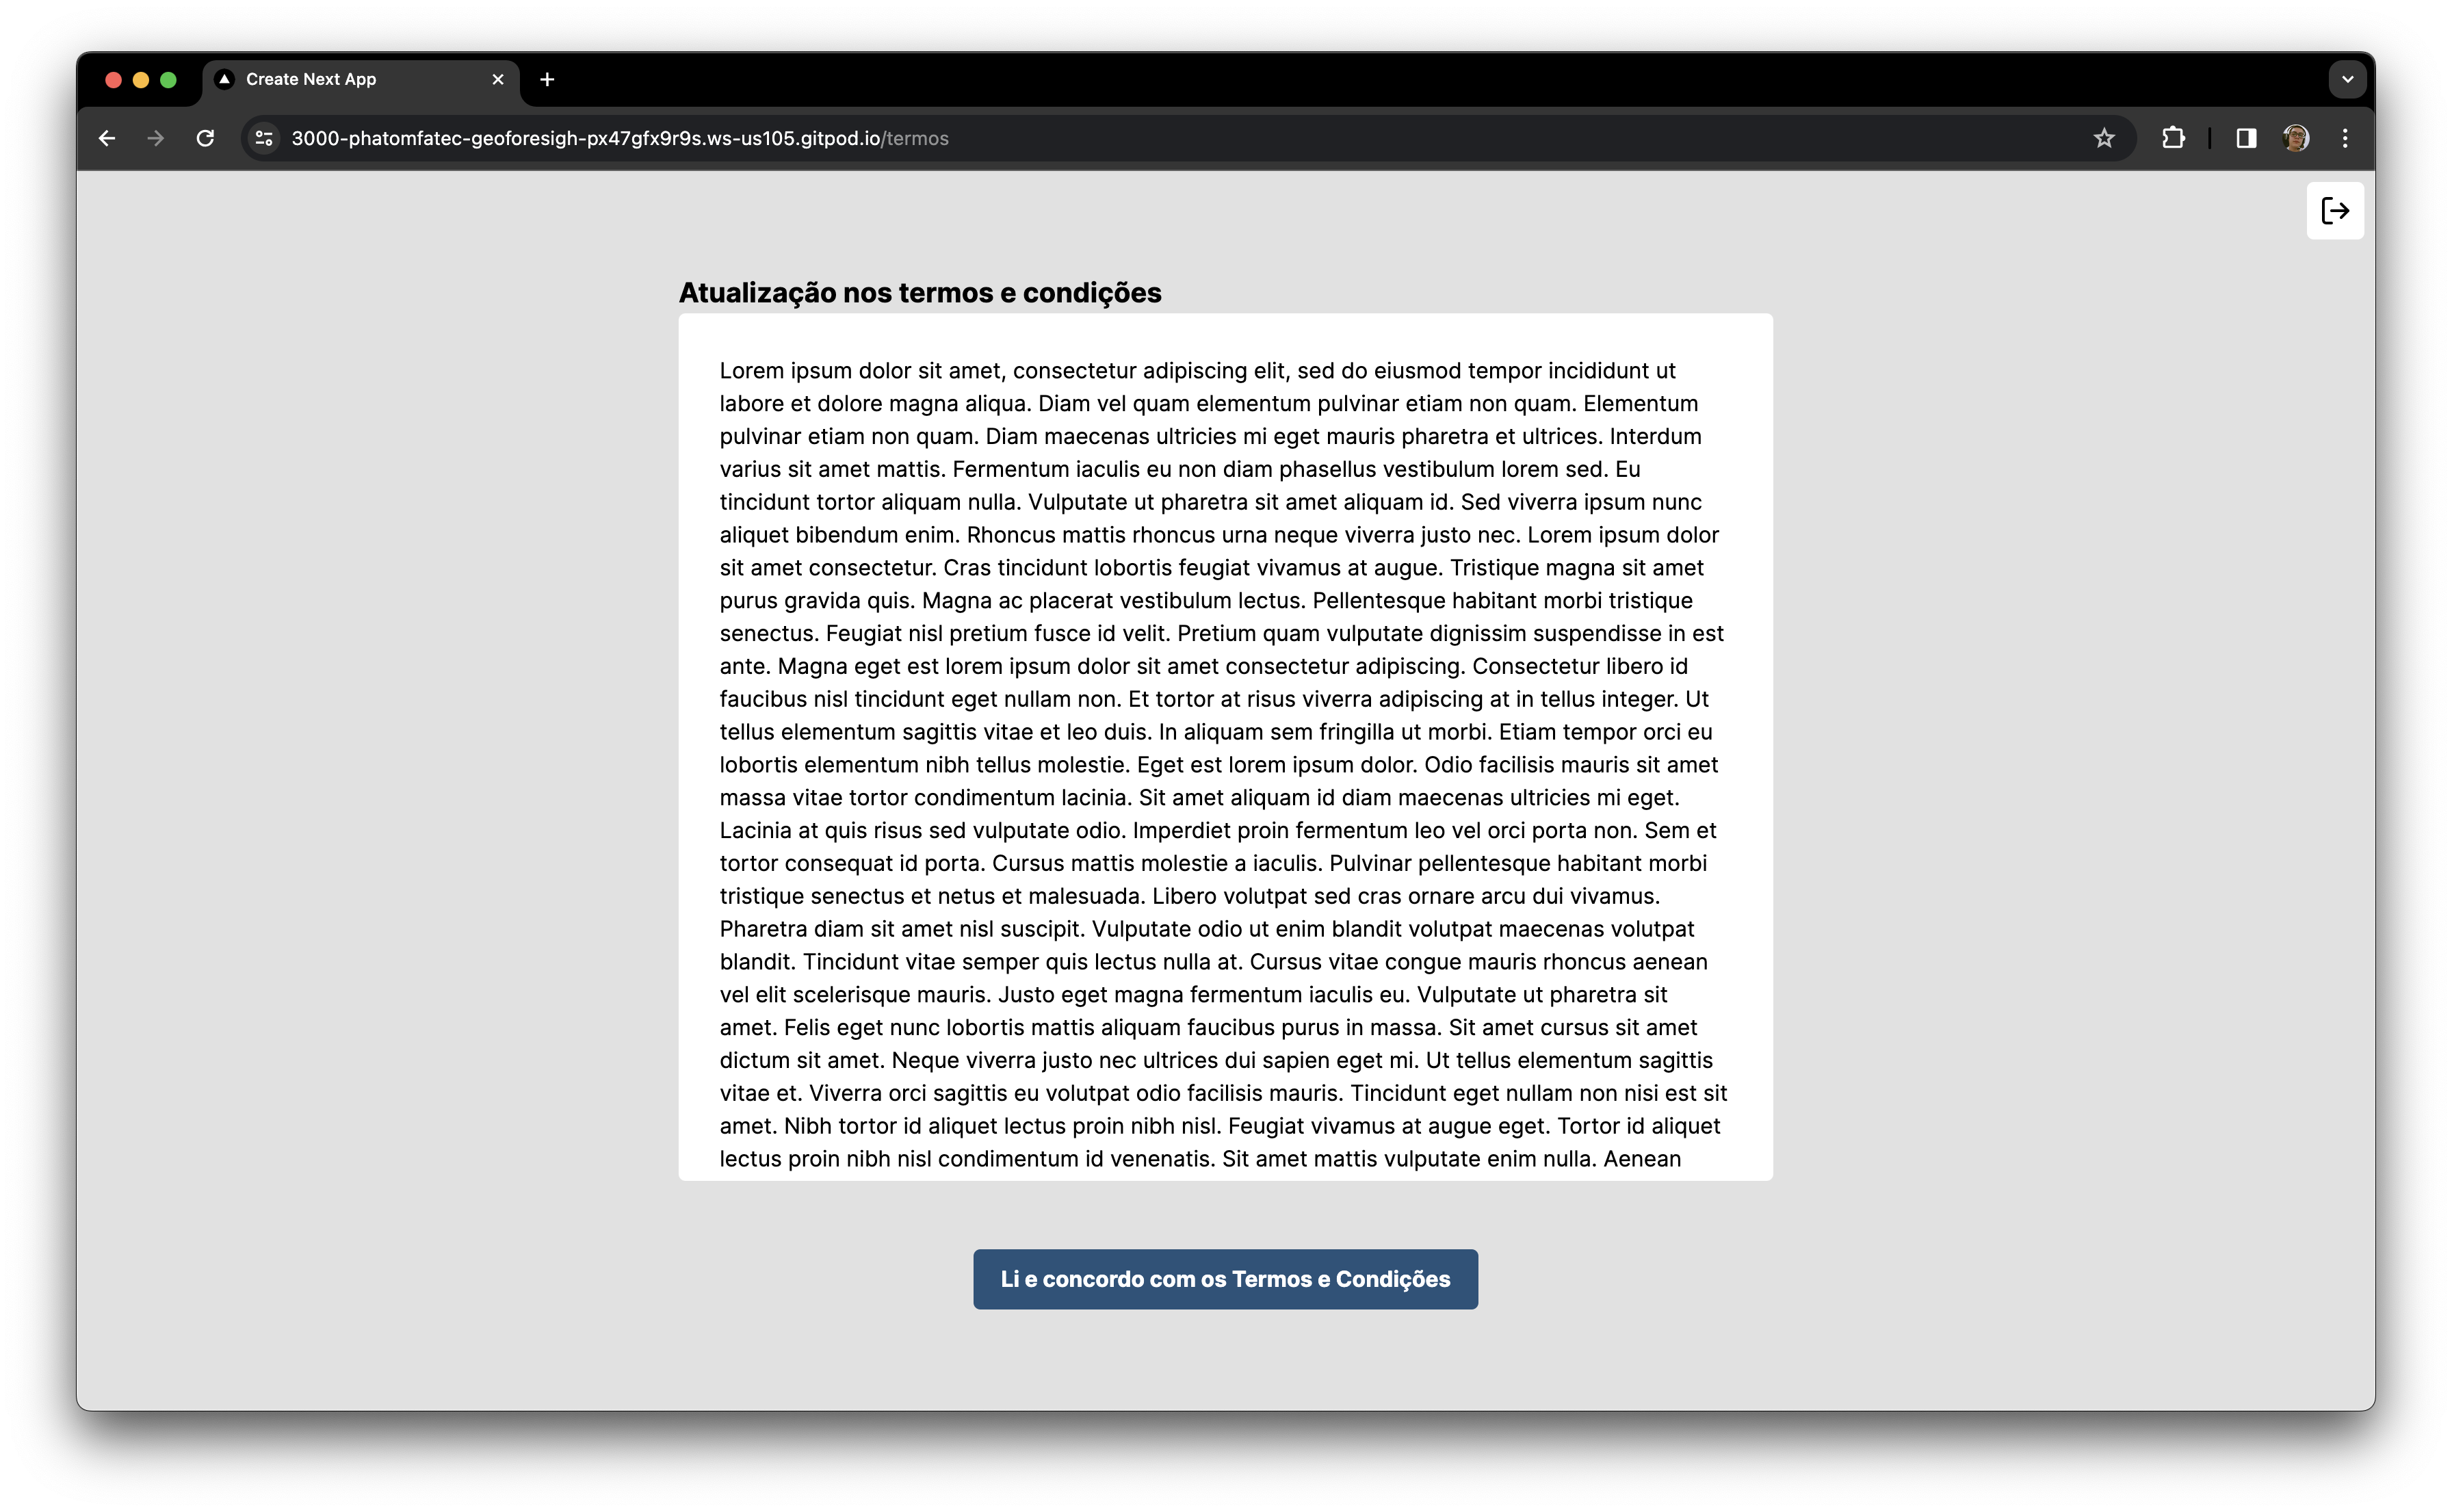 Create Next App
3000-phatomfatec-geoforesigh-px47gfx9r9s.ws-us105.gitpod.io/termos
Atualização nos termos e condições
Lorem ipsum dolor sit amet, consectetur adipiscing elit, sed do eiusmod tempor incididunt ut
labore et dolore magna aliqua. Diam vel quam elementum pulvinar etiam non quam. Elementum
pulvinar etiam non quam. Diam maecenas ultricies mi eget mauris pharetra et ultrices. Interdum
varius sit amet mattis. Fermentum iaculis eu non diam phasellus vestibulum lorem sed. Eu
tincidunt tortor aliquam nulla. Vulputate ut pharetra sit amet aliquam id. Sed viverra ipsum nunc
aliquet bibendum enim. Rhoncus mattis rhoncus urna neque viverra justo nec. Lorem ipsum dolor
sit amet consectetur. Cras tincidunt lobortis feugiat vivamus at augue. Tristique magna sit amet
purus gravida quis. Magna ac placerat vestibulum lectus. Pellentesque habitant morbi tristique
senectus. Feugiat nisl pretium fusce id velit. Pretium quam vulputate dignissim suspendisse in est
ante. Magna eget est lorem ipsum dolor sit amet consectetur adipiscing. Consectetur libero id
faucibus nisl tincidunt eget nullam non. Et tortor at risus viverra adipiscing at in tellus integer. Ut
tellus elementum sagittis vitae et leo duis. In aliquam sem fringilla ut morbi. Etiam tempor orci eu
lobortis elementum nibh tellus molestie. Eget est lorem ipsum dolor. Odio facilisis mauris sit amet
massa vitae tortor condimentum lacinia. Sit amet aliquam id diam maecenas ultricies mi eget.
Lacinia at quis risus sed vulputate odio. Imperdiet proin fermentum leo vel orci porta non. Sem et
tortor consequat id porta. Cursus mattis molestie a iaculis. Pulvinar pellentesque habitant morbi
tristique senectus et netus et malesuada. Libero volutpat sed cras ornare arcu dui vivamus.
Pharetra diam sit amet nisl suscipit. Vulputate odio ut enim blandit volutpat maecenas volutpat
blandit. Tincidunt vitae semper quis lectus nulla at. Cursus vitae congue mauris rhoncus aenean
vel elit scelerisque mauris. Justo eget magna fermentum iaculis eu. Vulputate ut pharetra sit
amet. Felis eget nunc lobortis mattis aliquam faucibus purus in massa. Sit amet cursus sit amet
dictum sit amet. Neque viverra justo nec ultrices dui sapien eget mi. Ut tellus elementum sagittis
vitae et. Viverra orci sagittis eu volutpat odio facilisis mauris. Tincidunt eget nullam non nisi est sit
amet. Nibh tortor id aliquet lectus proin nibh nisl. Feugiat vivamus at augue eget. Tortor id aliquet
lectus proin nibh nisl condimentum id venenatis. Sit amet mattis vulputate enim nulla. Aenean
Li e concordo com os Termos e Condições